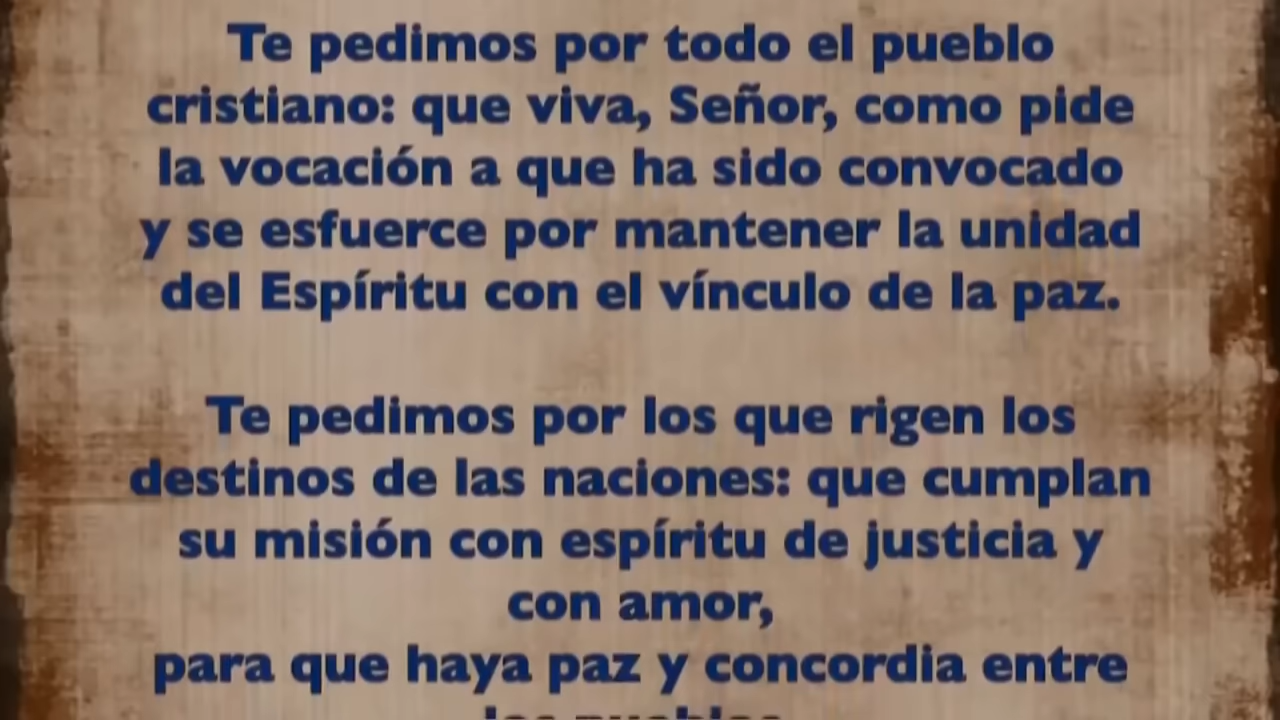 Te pedimos por todo el pueblo
cristiano: que viva, Señor, como pide
la vocación a que ha sido convocado
y se esfuerce por mantener la unidad
del Espíritu con el vínculo de la paz.
Te pedimos por los que rigen los
destinos de las naciones: que cumplan
su misión con espíritu de justicia y
con amor,
para que haya paz y concordia entre